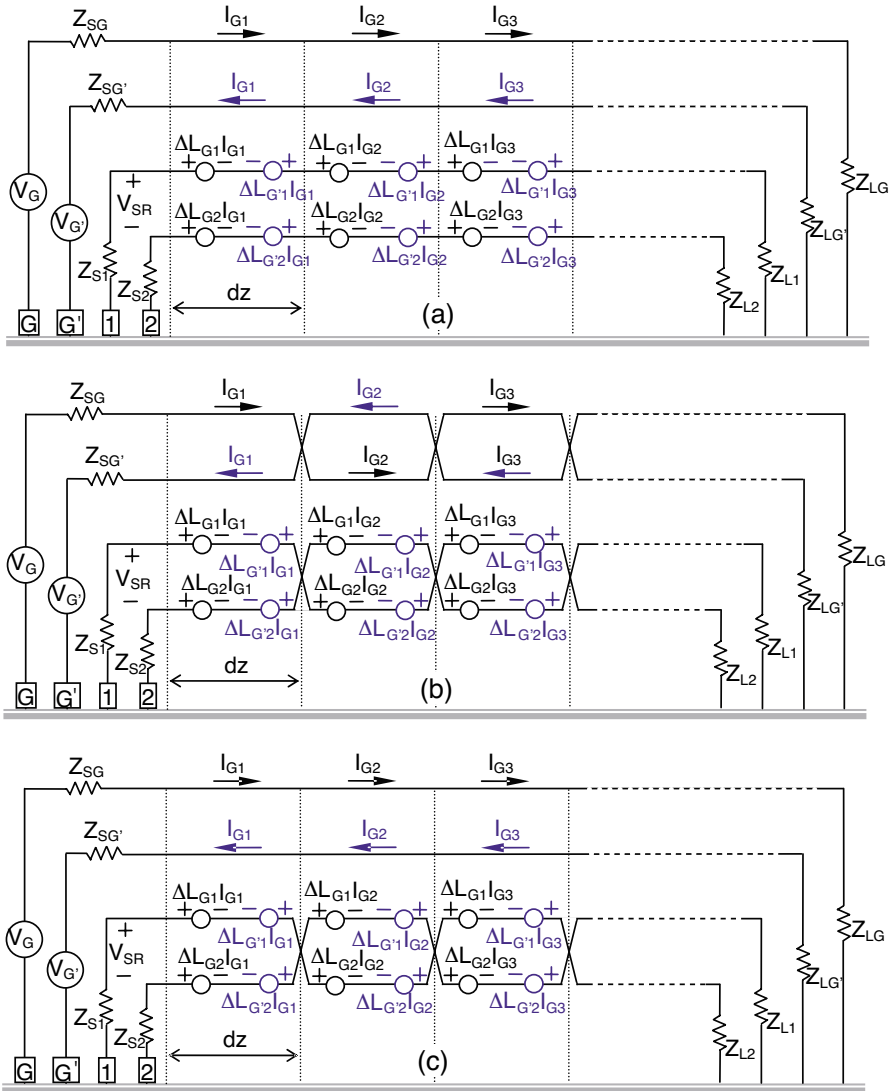 Z_SG I_G1 I_G2 I_G3
Z_SG' I_G1 I_G2 I_G3
ΔL_G1I_G1 ΔL_G1I_G2 ΔL_G1I_G3
+ − − + + − − + + − − +
V_G + V_SR − ΔL_G'1I_G1 ΔL_G'1I_G2 ΔL_G'1I_G3 Z_LG
V_G' ΔL_G2I_G1 ΔL_G2I_G2 ΔL_G2I_G3
+ − − + + − − + + − − +
Z_S1 ΔL_G'2I_G1 ΔL_G'2I_G2 ΔL_G'2I_G3 Z_LG'
Z_S2 Z_L1
dz Z_L2
G G' 1 2 (a)
Z_SG I_G1 I_G2 I_G3
Z_SG' I_G1 I_G2 I_G3
ΔL_G1I_G1 ΔL_G1I_G2 ΔL_G1I_G3
+ − − + + − − + + − − +
V_G + V_SR − ΔL_G'1I_G1 ΔL_G'1I_G2 ΔL_G'1I_G3 Z_LG
V_G' ΔL_G2I_G1 ΔL_G2I_G2 ΔL_G2I_G3
+ − − + + − − + + − − +
Z_S1 ΔL_G'2I_G1 ΔL_G'2I_G2 ΔL_G'2I_G3 Z_LG'
Z_S2 Z_L1
dz Z_L2
G G' 1 2 (b)
Z_SG I_G1 I_G2 I_G3
Z_SG' I_G1 I_G2 I_G3
ΔL_G1I_G1 ΔL_G1I_G2 ΔL_G1I_G3
+ − − + + − − + + − − +
V_G + V_SR − ΔL_G'1I_G1 ΔL_G'1I_G2 ΔL_G'1I_G3 Z_LG
V_G' ΔL_G2I_G1 ΔL_G2I_G2 ΔL_G2I_G3
+ − − + + − − + + − − +
Z_S1 ΔL_G'2I_G1 ΔL_G'2I_G2 ΔL_G'2I_G3 Z_LG'
Z_S2 Z_L1
dz Z_L2
G G' 1 2 (c)